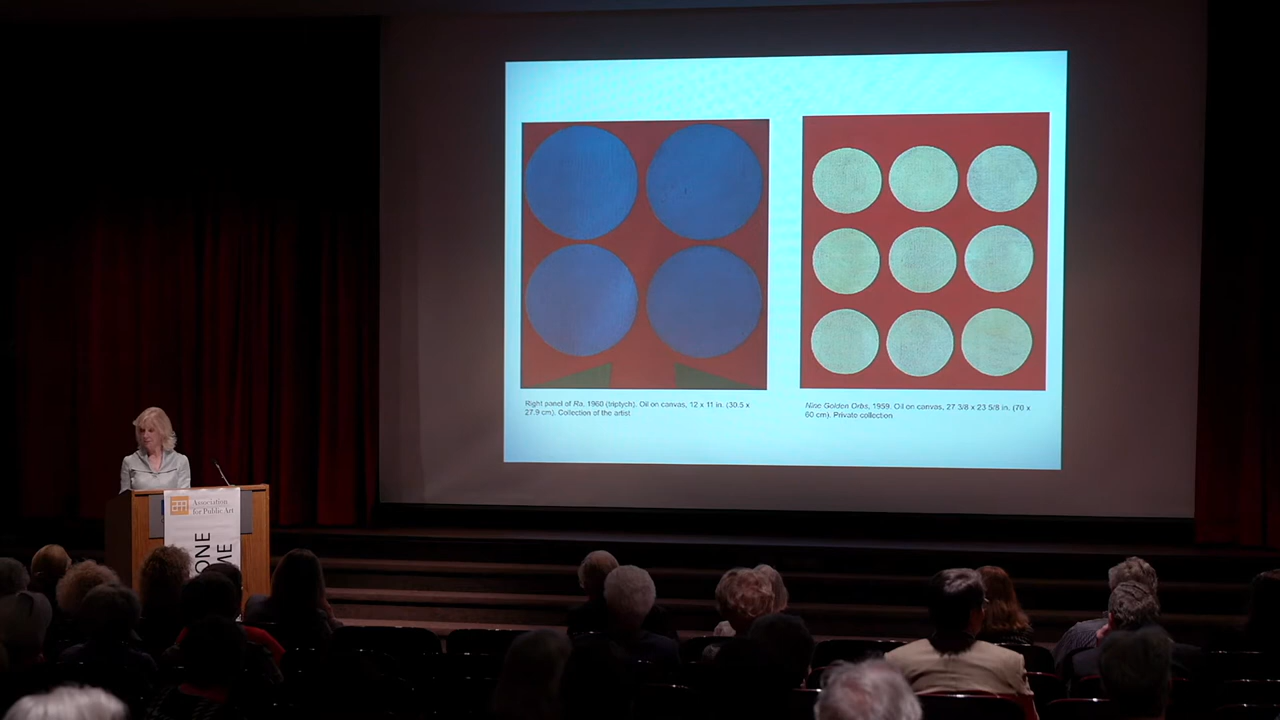 Right panel of Ra, 1960 (triptych). Oil on canvas, 12 x 11 in. (30.5 x
27.9 cm). Collection of the artist
Nine Golden Orbs, 1959. Oil on canvas, 27 3/8 x 23 5/8 in. (70 x
60 cm). Private collection
Association
for Public Art
ONE
ME